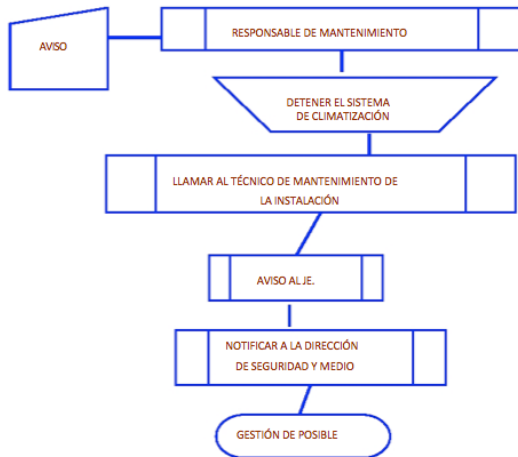 AVISO
RESPONSABLE DE MANTENIMIENTO
DETENER EL SISTEMA
DE CLIMATIZACIÓN
LLAMAR AL TÉCNICO DE MANTENIMIENTO DE
LA INSTALACIÓN
AVISO AL JE.
NOTIFICAR A LA DIRECCIÓN
DE SEGURIDAD Y MEDIO
GESTIÓN DE POSIBLE